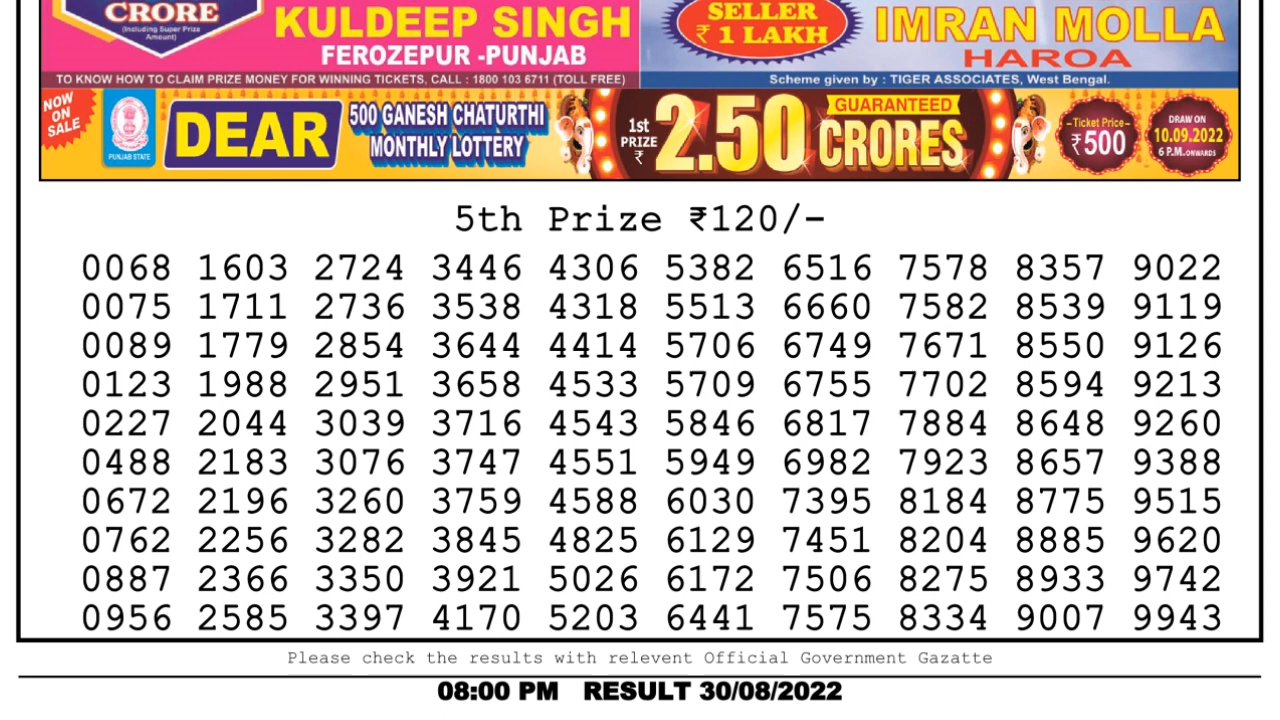 CRORE
(Including Super Prize
Amount)
KULDEEP SINGH
FEROZEPUR -PUNJAB
SELLER
₹ 1 LAKH
IMRAN MOLLA
HAROA
TO KNOW HOW TO CLAIM PRIZE MONEY FOR WINNING TICKETS, CALL : 1800 103 6711 (TOLL FREE)
Scheme given by : TIGER ASSOCIATES, West Bengal.
NOW
ON
SALE
PUNJAB STATE
DEAR
500 GANESH CHATURTHI
MONTHLY LOTTERY
1st
PRIZE
₹
2.50
GUARANTEED
CRORES
-Ticket Price-
₹500
DRAW ON
10.09.2022
6 P.M. ONWARDS
5th Prize ₹120/-
0068 1603 2724 3446 4306 5382 6516 7578 8357 9022
0075 1711 2736 3538 4318 5513 6660 7582 8539 9119
0089 1779 2854 3644 4414 5706 6749 7671 8550 9126
0123 1988 2951 3658 4533 5709 6755 7702 8594 9213
0227 2044 3039 3716 4543 5846 6817 7884 8648 9260
0488 2183 3076 3747 4551 5949 6982 7923 8657 9388
0672 2196 3260 3759 4588 6030 7395 8184 8775 9515
0762 2256 3282 3845 4825 6129 7451 8204 8885 9620
0887 2366 3350 3921 5026 6172 7506 8275 8933 9742
0956 2585 3397 4170 5203 6441 7575 8334 9007 9943
Please check the results with relevent Official Government Gazatte
08:00 PM RESULT 30/08/2022